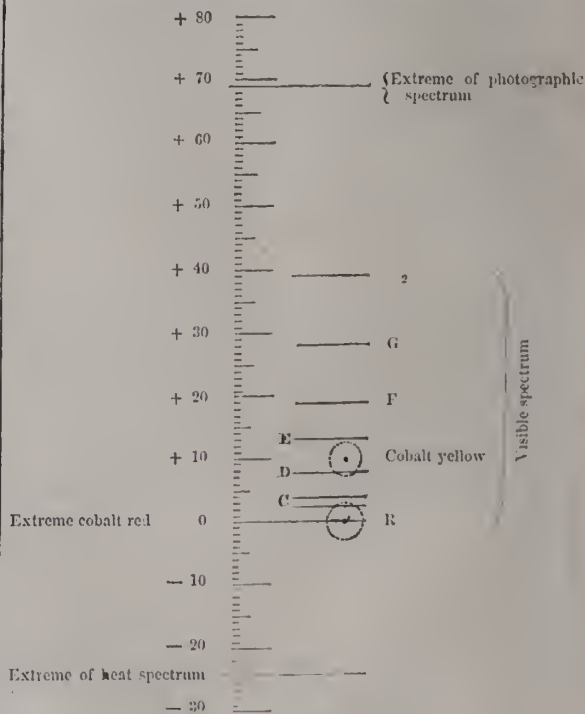 + 80
+ 70
{Extreme of photographic
spectrum
+ 60
+ 50
+ 40
2
+ 30
G
+ 20
F
E
+ 10
Cobalt yellow
D
C
Extreme cobalt red 0 R
Visible spectrum
— 10
— 20
Extreme of heat spectrum
— 30